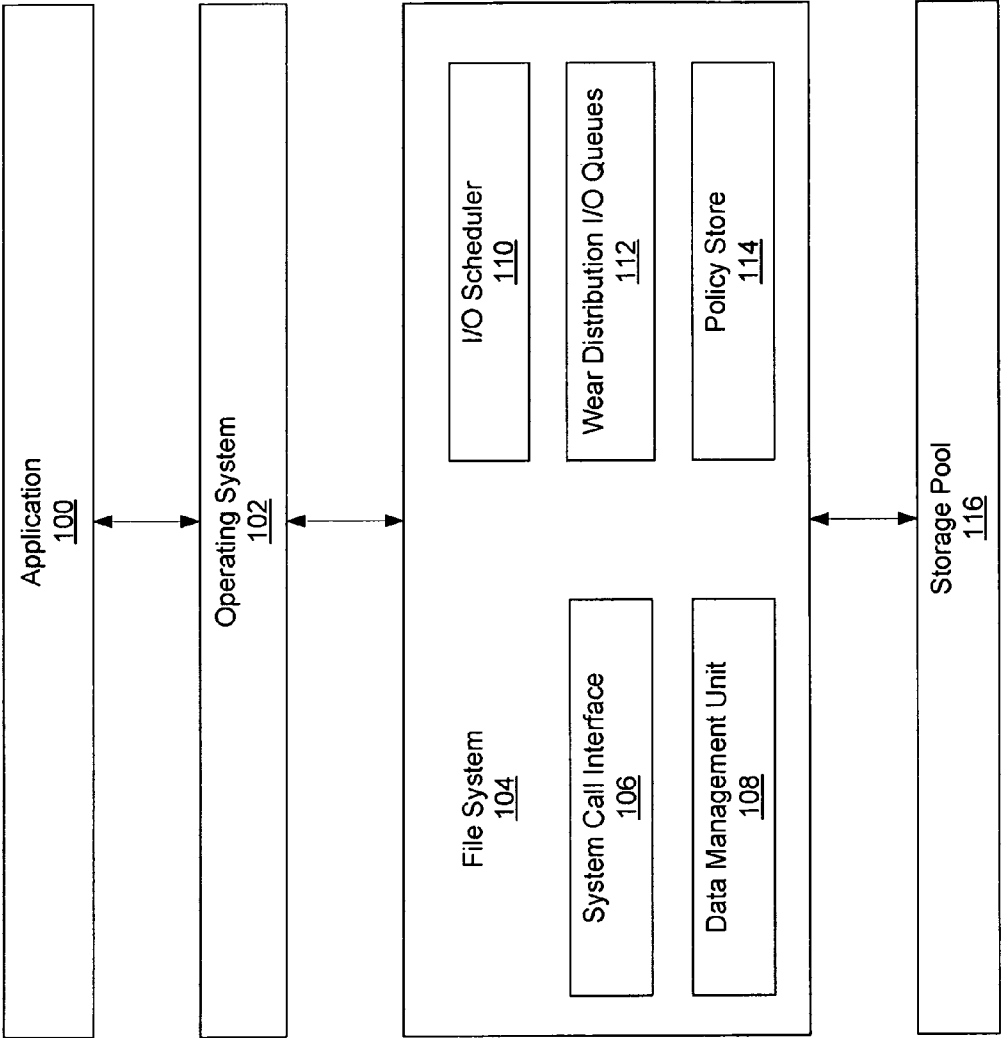 Application
100
Operating System
102
File System
104
I/O Scheduler
110
System Call Interface
106
Wear Distribution I/O Queues
112
Data Management Unit
108
Policy Store
114
Storage Pool
116